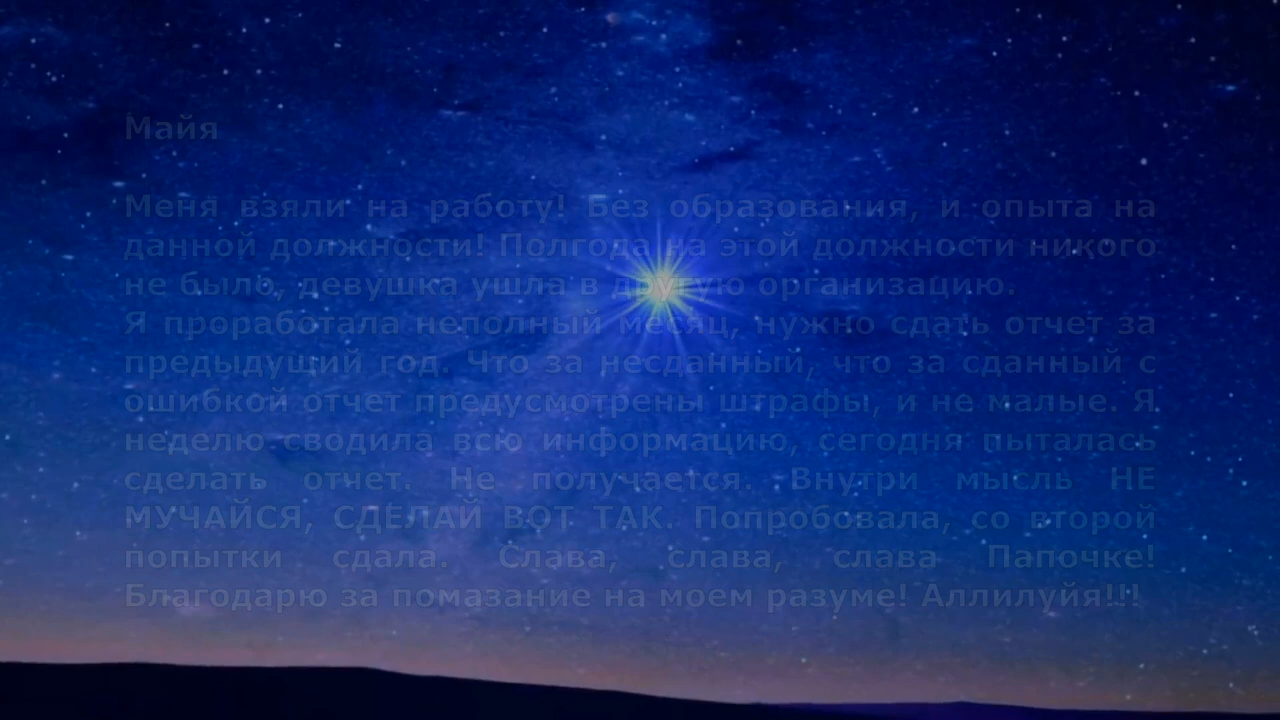 Майя
Меня взяли на работу! Без образования, и опыта на
данной должности! Полгода на этой должности никого
не было, девушка ушла в другую организацию.
Я проработала неполный месяц, нужно сдать отчет за
предыдущий год. Что за несданный, что за сданный с
ошибкой отчет предусмотрены штрафы, и не малые. Я
неделю сводила всю информацию, сегодня пыталась
сделать отчет. Не получается. Внутри мысль НЕ
МУЧАЙСЯ, СДЕЛАЙ ВОТ ТАК. Попробовала, со второй
попытки сдала. Слава, слава, слава Папочке!
Благодарю за помазание на моем разуме! Аллилуйя!!!